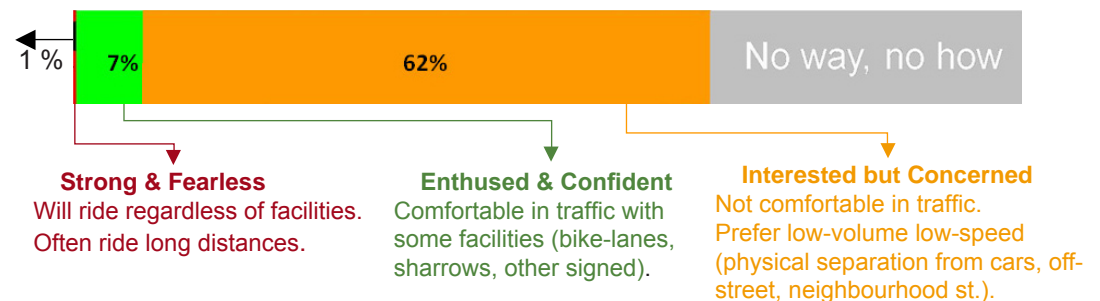 1 %
7%
62%
No way, no how
Strong & Fearless
Will ride regardless of facilities.
Often ride long distances.
Enthused & Confident
Comfortable in traffic with
some facilities (bike-lanes,
sharrows, other signed).
Interested but Concerned
Not comfortable in traffic.
Prefer low-volume low-speed
(physical separation from cars, off-
street, neighbourhood st.).